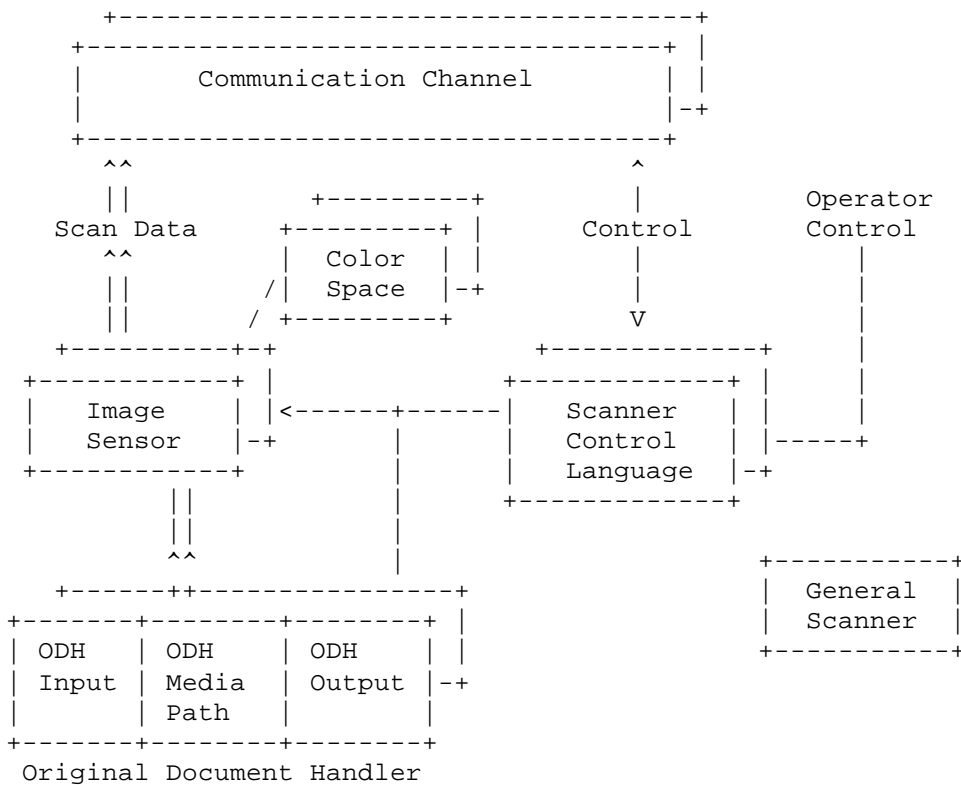 Communication Channel
Operator
Scan Data Control Control
Color
Space
Image Scanner
Sensor Control
Language
General
ODH ODH ODH Scanner
Input Media Output
Path
Original Document Handler